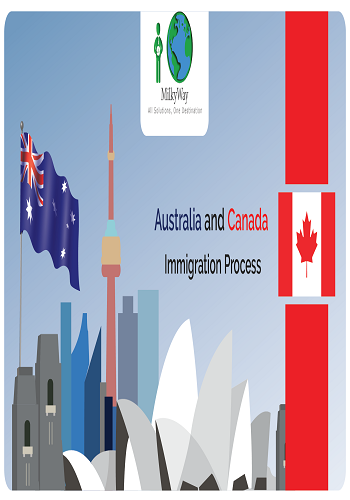 MilkyWay
All Solutions, One Destination
Australia and Canada
Immigration Process